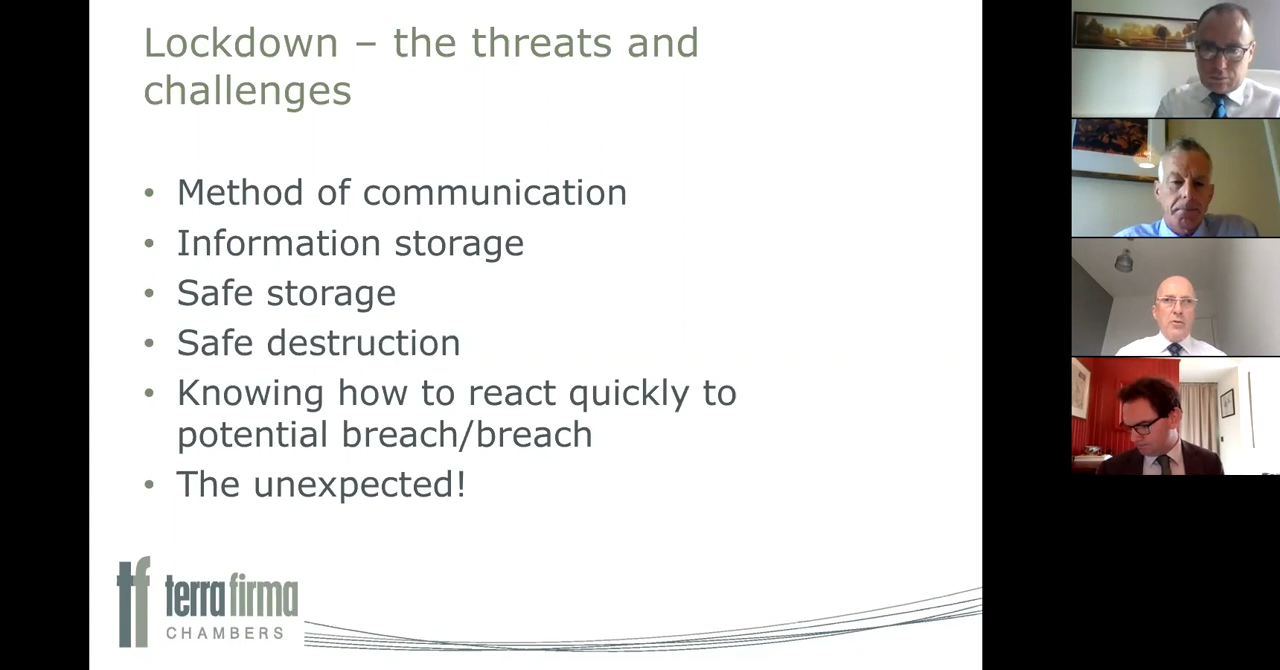 Lockdown – the threats and
challenges
• Method of communication
• Information storage
• Safe storage
• Safe destruction
• Knowing how to react quickly to
potential breach/breach
• The unexpected!
tf terra firma
CHAMBERS